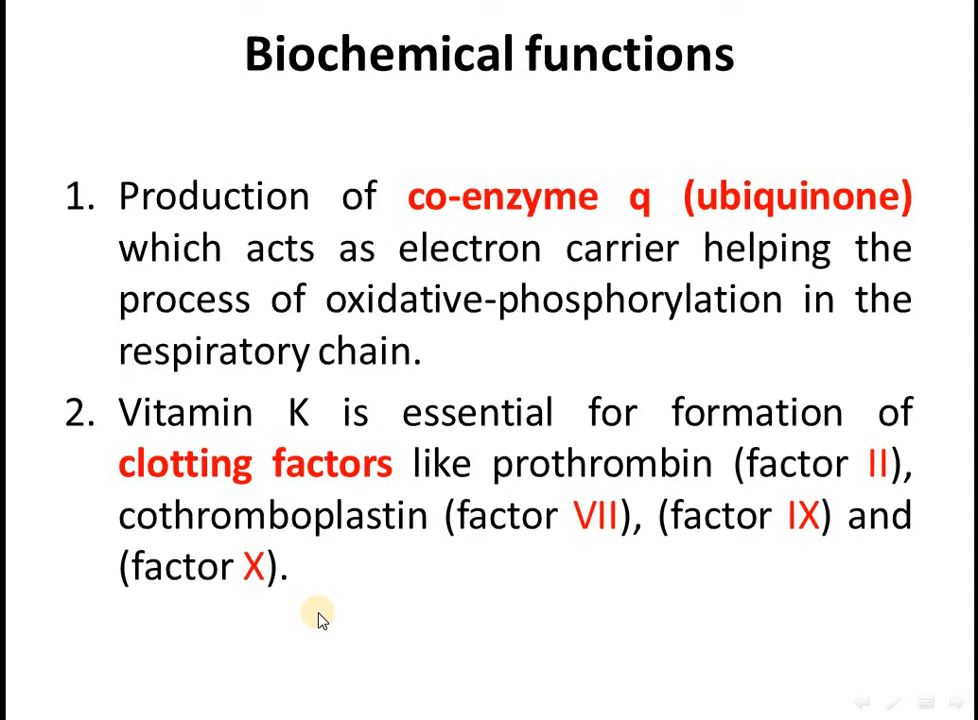 Biochemical functions
1. Production of co-enzyme q (ubiquinone)
which acts as electron carrier helping the
process of oxidative-phosphorylation in the
respiratory chain.
2. Vitamin K is essential for formation of
clotting factors like prothrombin (factor II),
cothromboplastin (factor VII), (factor IX) and
(factor X).